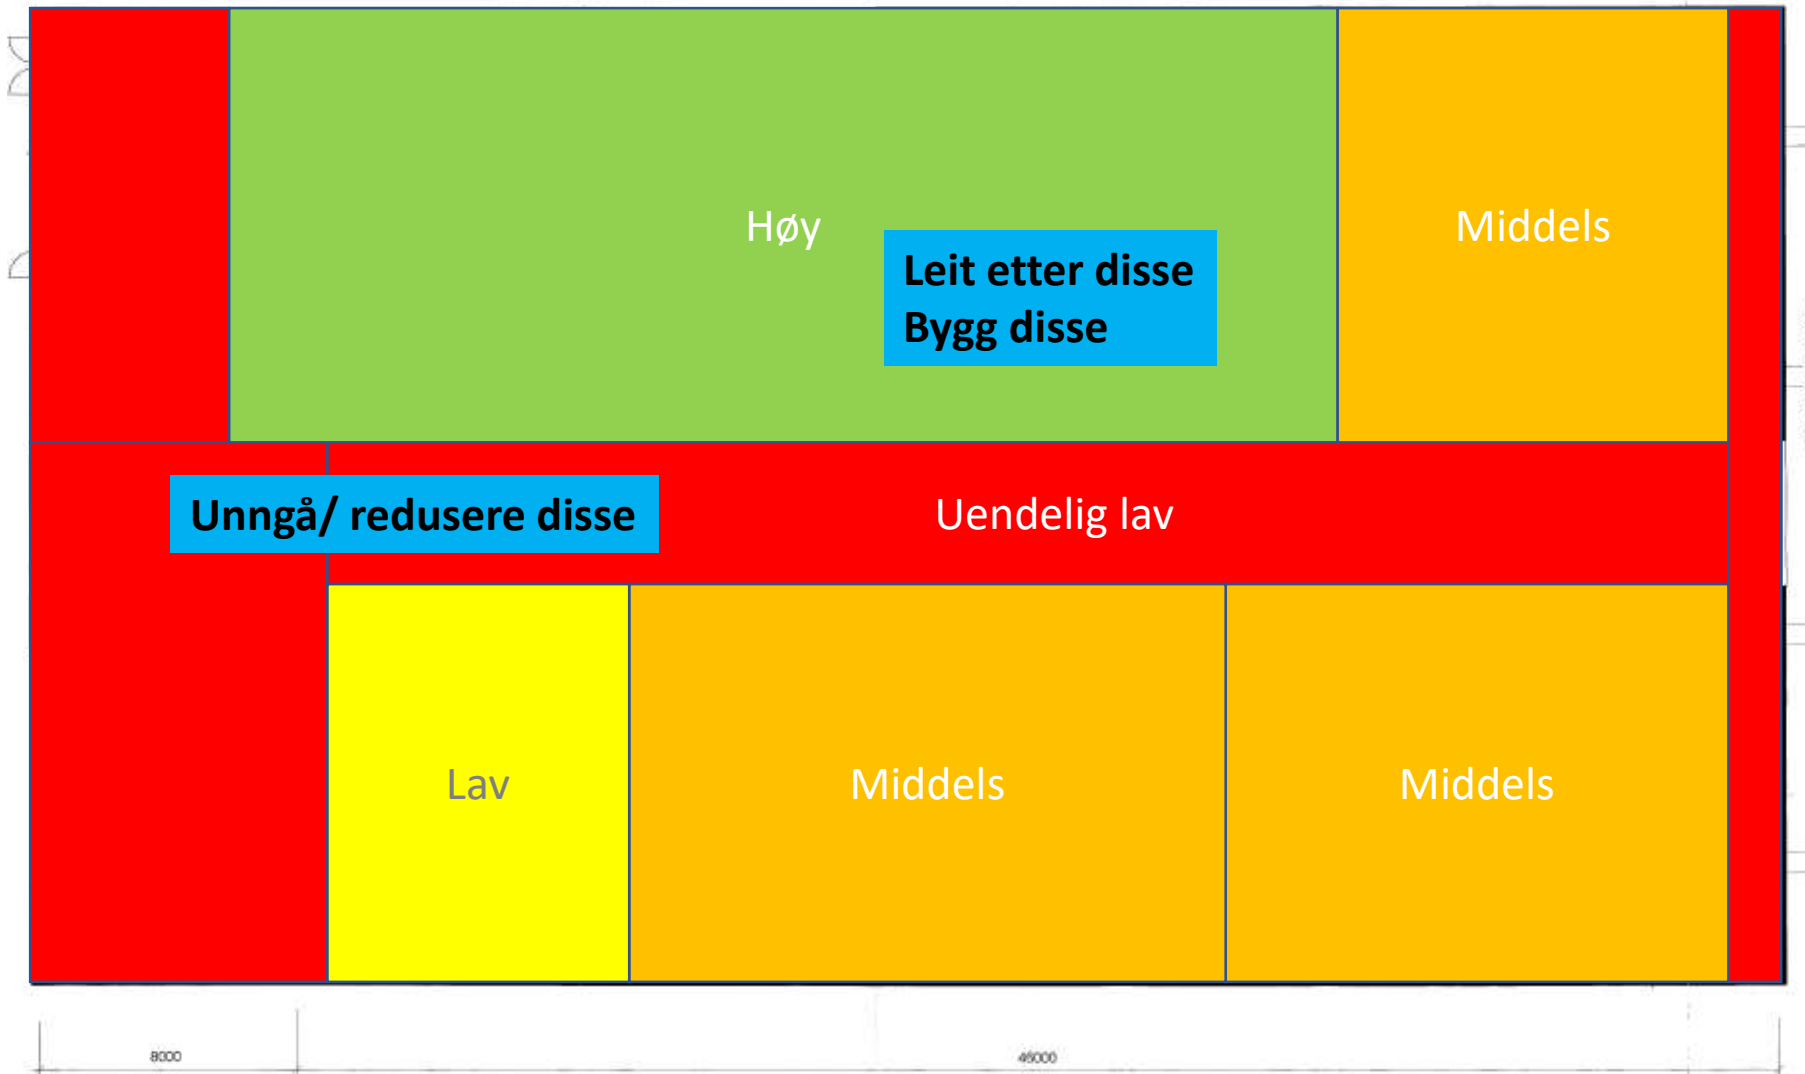 Høy
Middels
Leit etter disse
Bygg disse
Unngå/ redusere disse
Uendelig lav
Lav
Middels
Middels
8000
46000